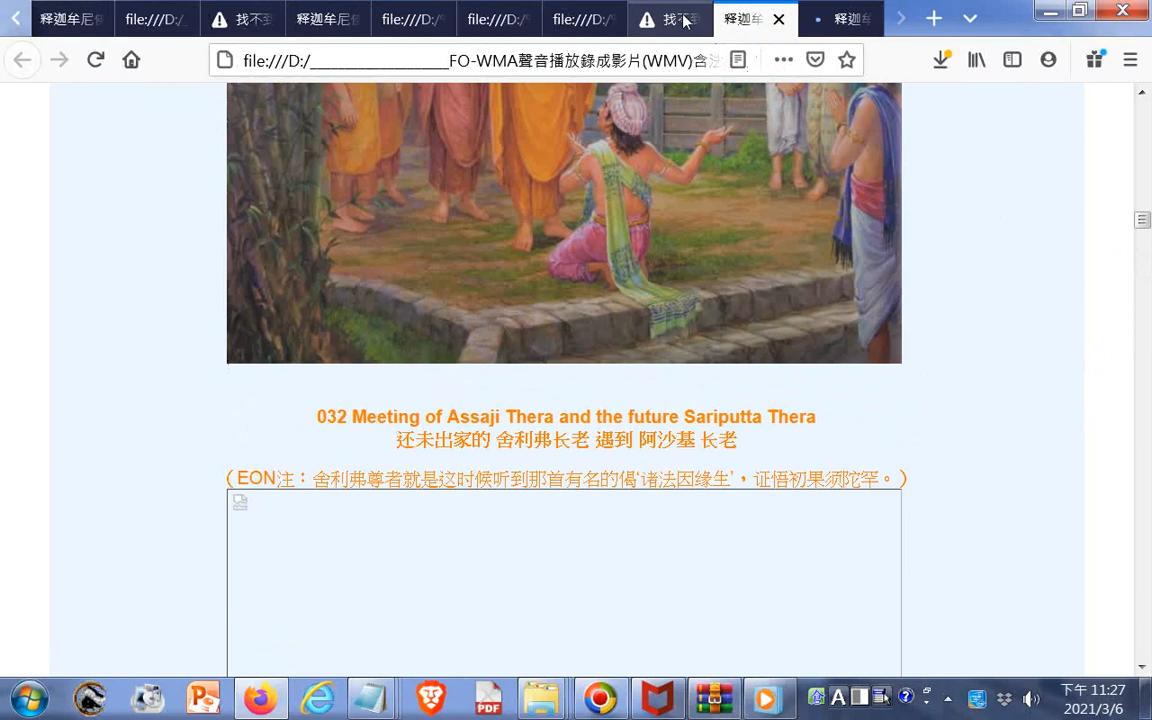 释迦牟尼佛
file:///D:/
找不到
释迦牟尼佛
file:///D:/
file:///D:/
file:///D:/
找不到
释迦牟
释迦牟
file:///D:/________________FO-WMA聲音播放錄成影片(WMV)含法
032 Meeting of Assaji Thera and the future Sariputta Thera
还未出家的 舍利弗长老 遇到 阿沙基 长老
（EON注：舍利弗尊者就是这时候听到那首有名的偈‘诸法因缘生’，证悟初果须陀罕。）
PDF
A
下午 11:27
2021/3/6